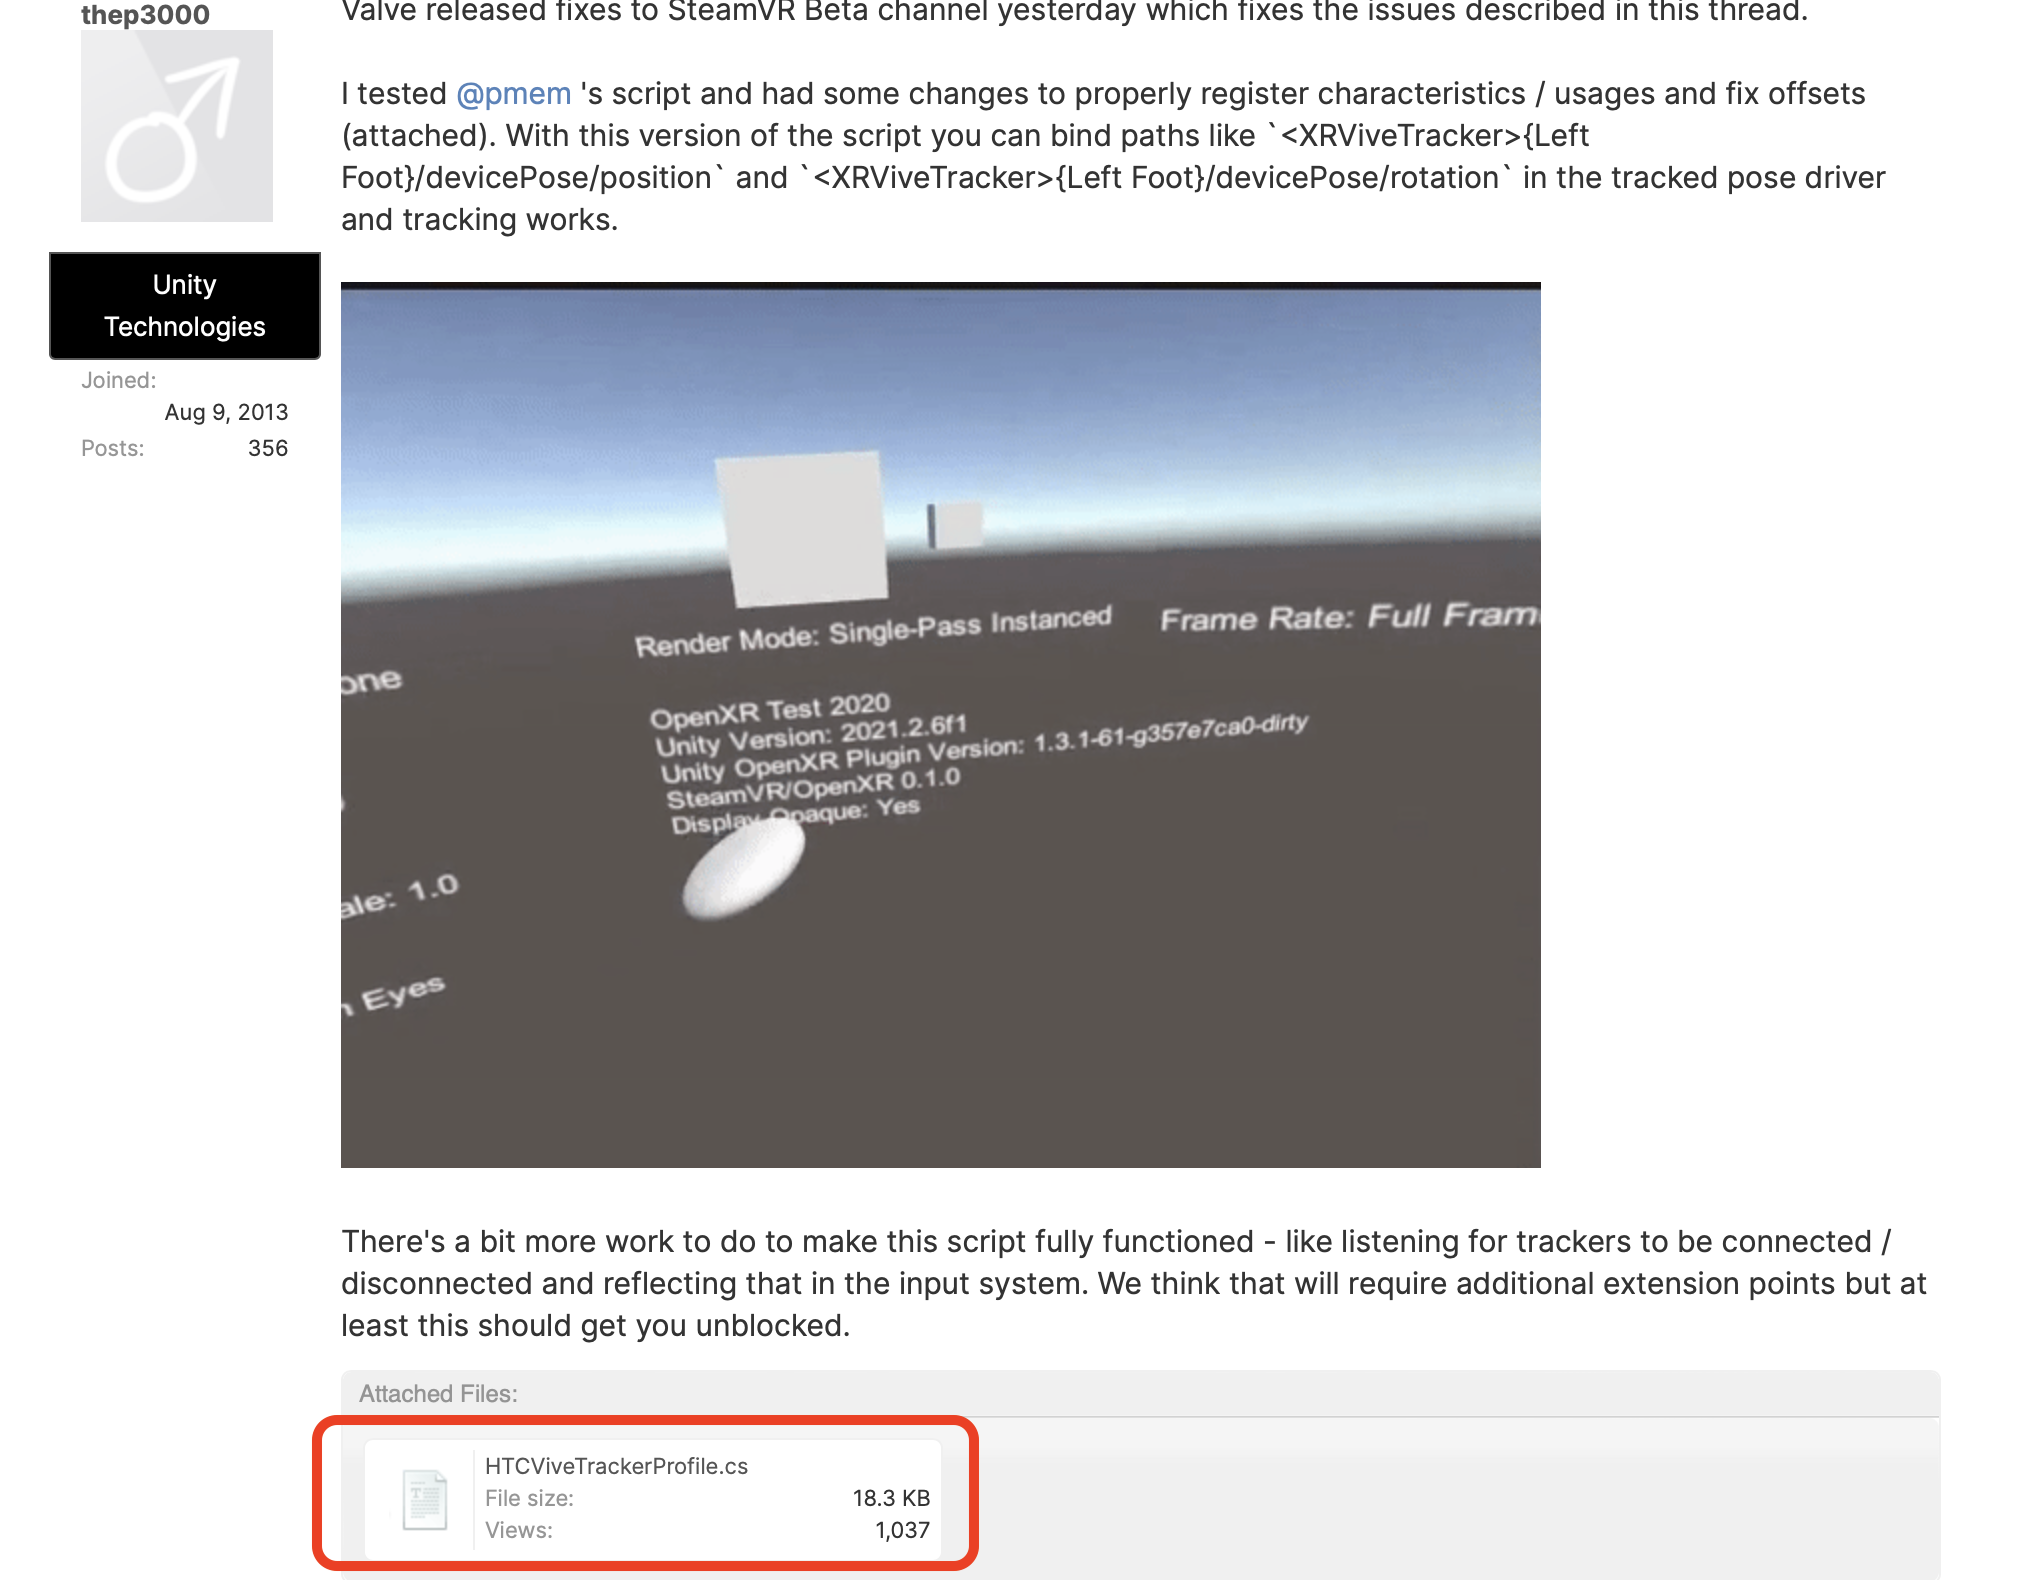 thep3000
Valve released fixes to SteamVR Beta channel yesterday which fixes the issues described in this thread.
I tested @pmem 's script and had some changes to properly register characteristics / usages and fix offsets
(attached). With this version of the script you can bind paths like `<XRViveTracker>{Left
Foot}/devicePose/position` and `<XRViveTracker>{Left Foot}/devicePose/rotation` in the tracked pose driver
and tracking works.
Unity
Technologies
Joined:
Aug 9, 2013
Posts: 356
Render Mode: Single-Pass Instanced
Frame Rate: Full
OpenXR Test 2020
Unity Version: 2021.2.6f1
Unity OpenXR Plugin Version: 1.3.1-61-g357e7ca0-dirty
SteamVR/OpenXR 0.1.0
Display Opaque: Yes
1.0
Eyes
There's a bit more work to do to make this script fully functioned - like listening for trackers to be connected /
disconnected and reflecting that in the input system. We think that will require additional extension points but at
least this should get you unblocked.
Attached Files:
HTCViveTrackerProfile.cs
File size: 18.3 KB
Views: 1,037